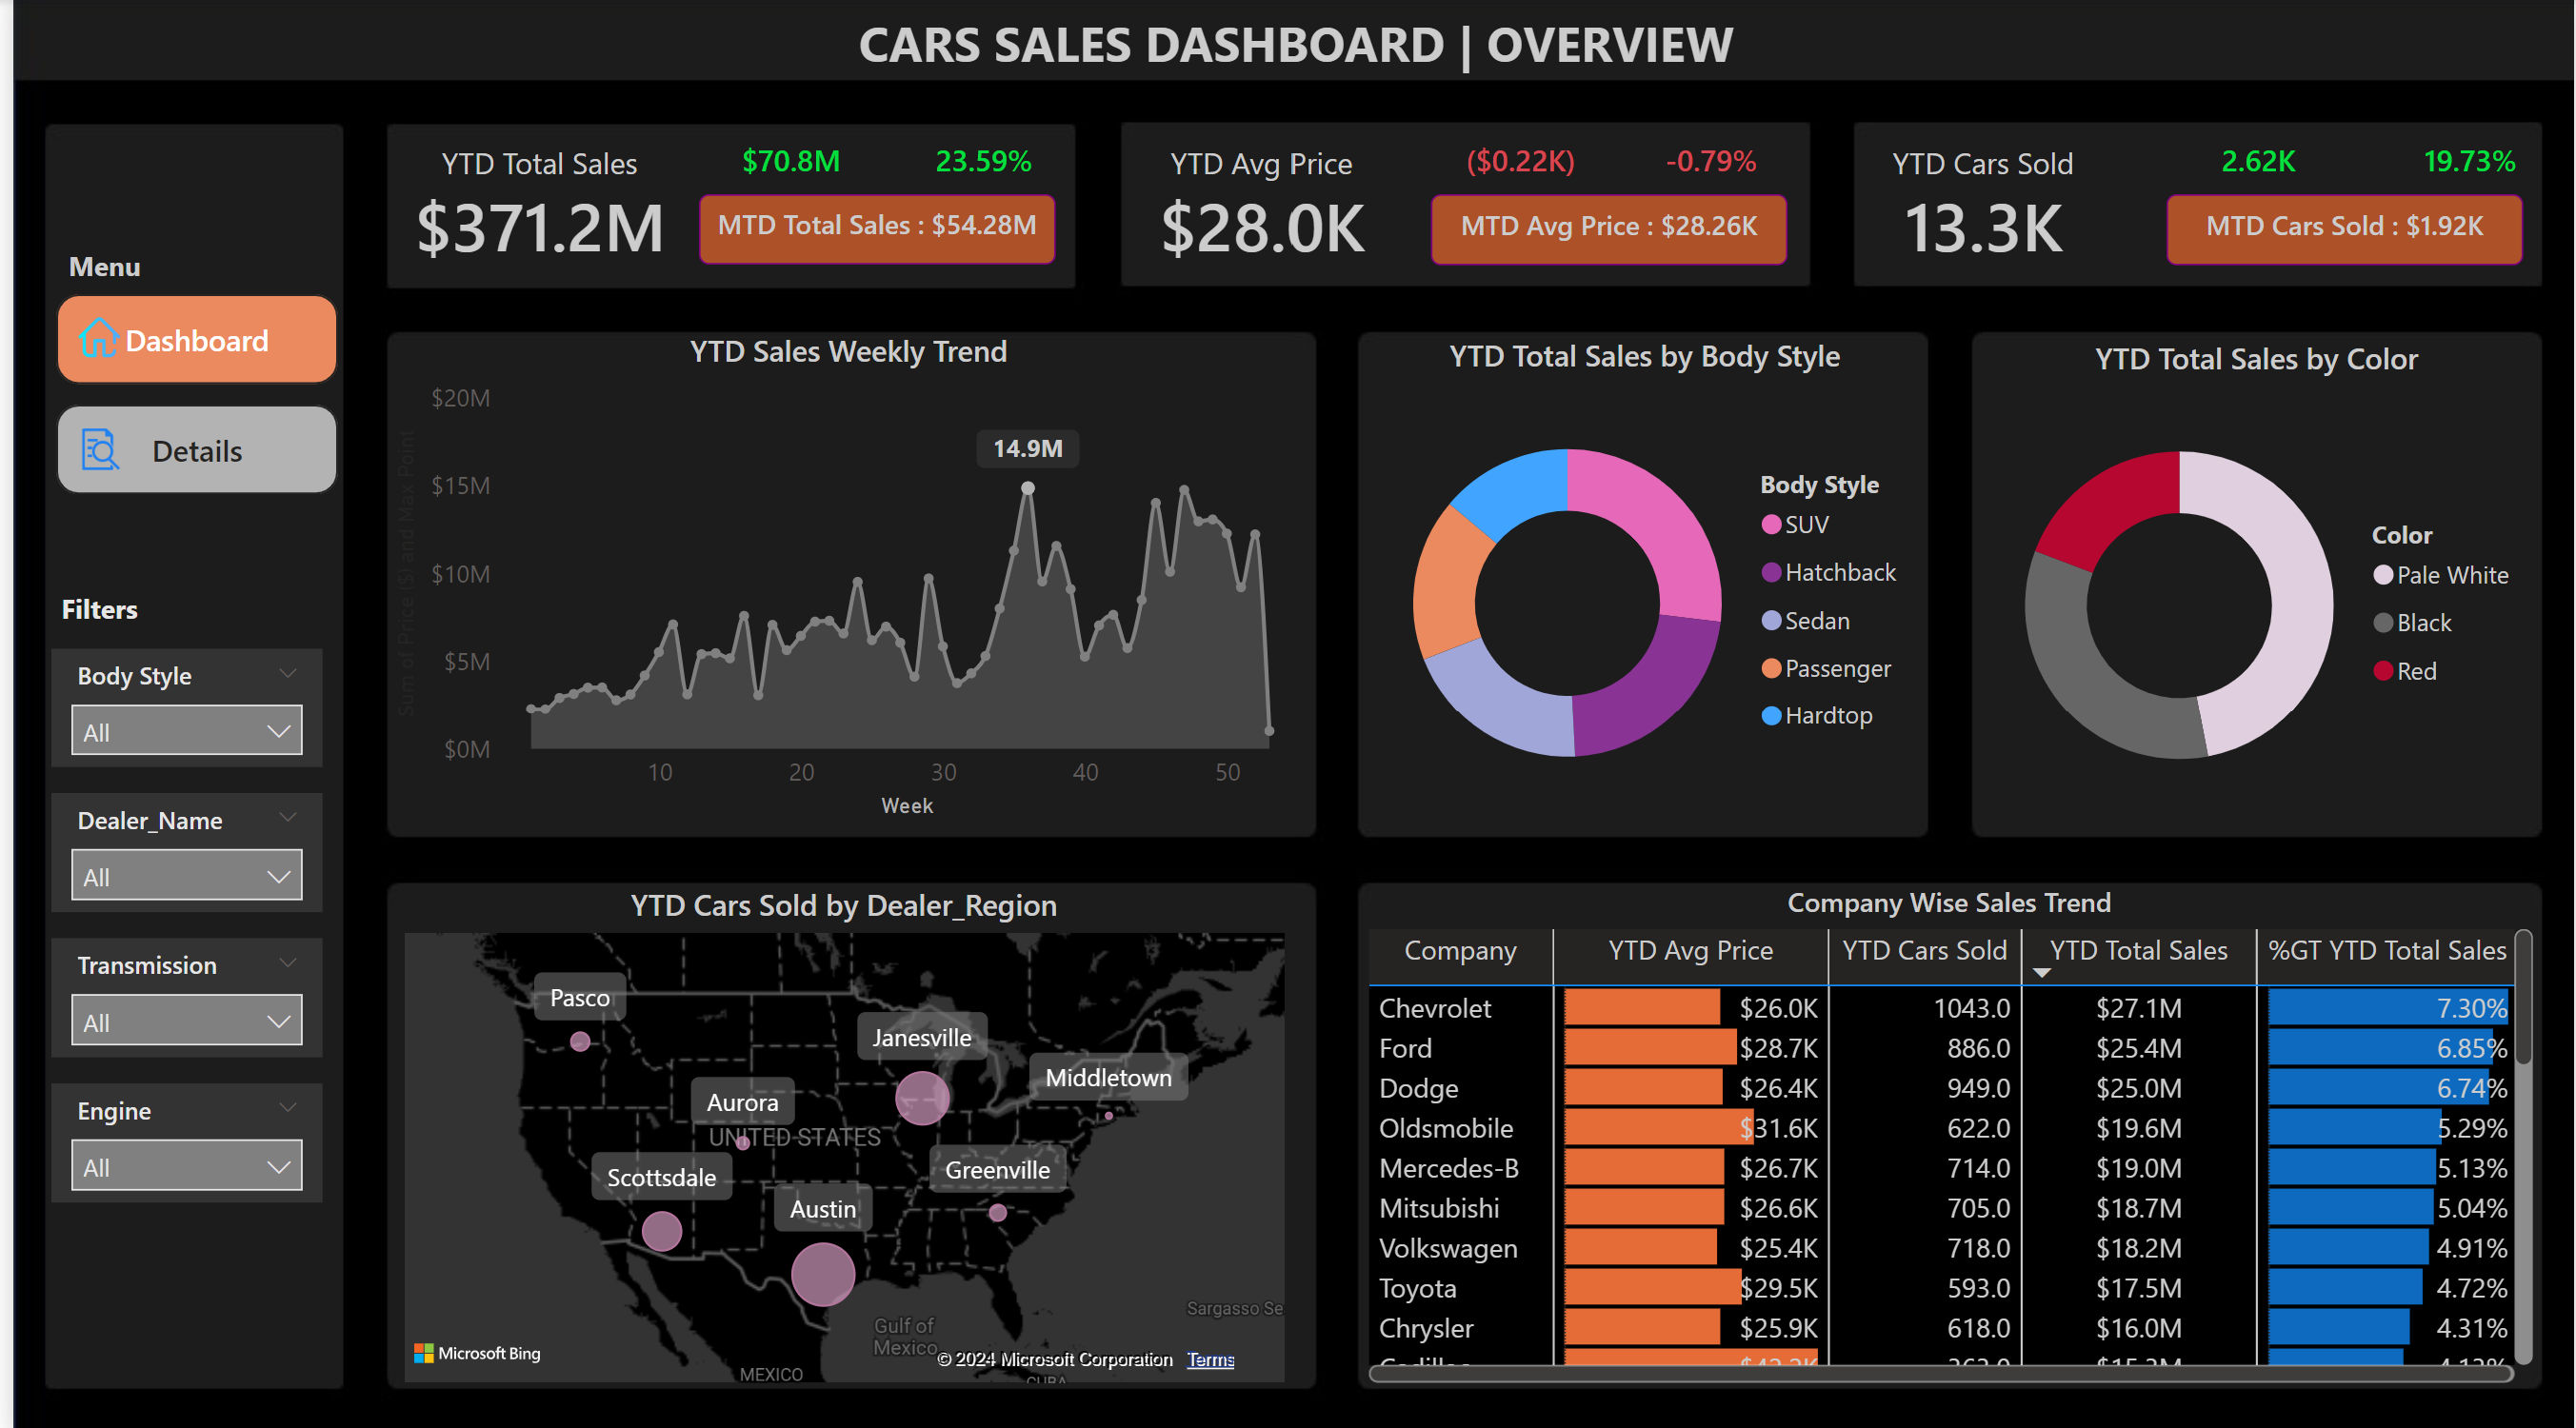 CARS SALES DASHBOARD | OVERVIEW
YTD Total Sales
$70.8M
23.59%
$371.2M
MTD Total Sales : $54.28M
YTD Avg Price
($0.22K)
-0.79%
$28.0K
MTD Avg Price : $28.26K
YTD Cars Sold
2.62K
19.73%
13.3K
MTD Cars Sold : $1.92K
Menu
Dashboard
Details
Filters
Body Style
All
Dealer_Name
All
Transmission
All
Engine
All
YTD Sales Weekly Trend
Sum of Price ($) and Max Point
$20M
$15M
$10M
$5M
$0M
14.9M
10 20 30 40 50
Week
YTD Total Sales by Body Style
Body Style
SUV
Hatchback
Sedan
Passenger
Hardtop
YTD Total Sales by Color
Color
Pale White
Black
Red
YTD Cars Sold by Dealer_Region
Pasco
Janesville
Middletown
Aurora
UNITED STATES
Scottsdale
Greenville
Austin
Sargasso Se
Gulf of
Mexico
MEXICO
CUBA
Microsoft Bing
© 2024 Microsoft Corporation Terms
Company Wise Sales Trend
Company YTD Avg Price YTD Cars Sold YTD Total Sales %GT YTD Total Sales
Chevrolet $26.0K 1043.0 $27.1M 7.30%
Ford $28.7K 886.0 $25.4M 6.85%
Dodge $26.4K 949.0 $25.0M 6.74%
Oldsmobile $31.6K 622.0 $19.6M 5.29%
Mercedes-B $26.7K 714.0 $19.0M 5.13%
Mitsubishi $26.6K 705.0 $18.7M 5.04%
Volkswagen $25.4K 718.0 $18.2M 4.91%
Toyota $29.5K 593.0 $17.5M 4.72%
Chrysler $25.9K 618.0 $16.0M 4.31%